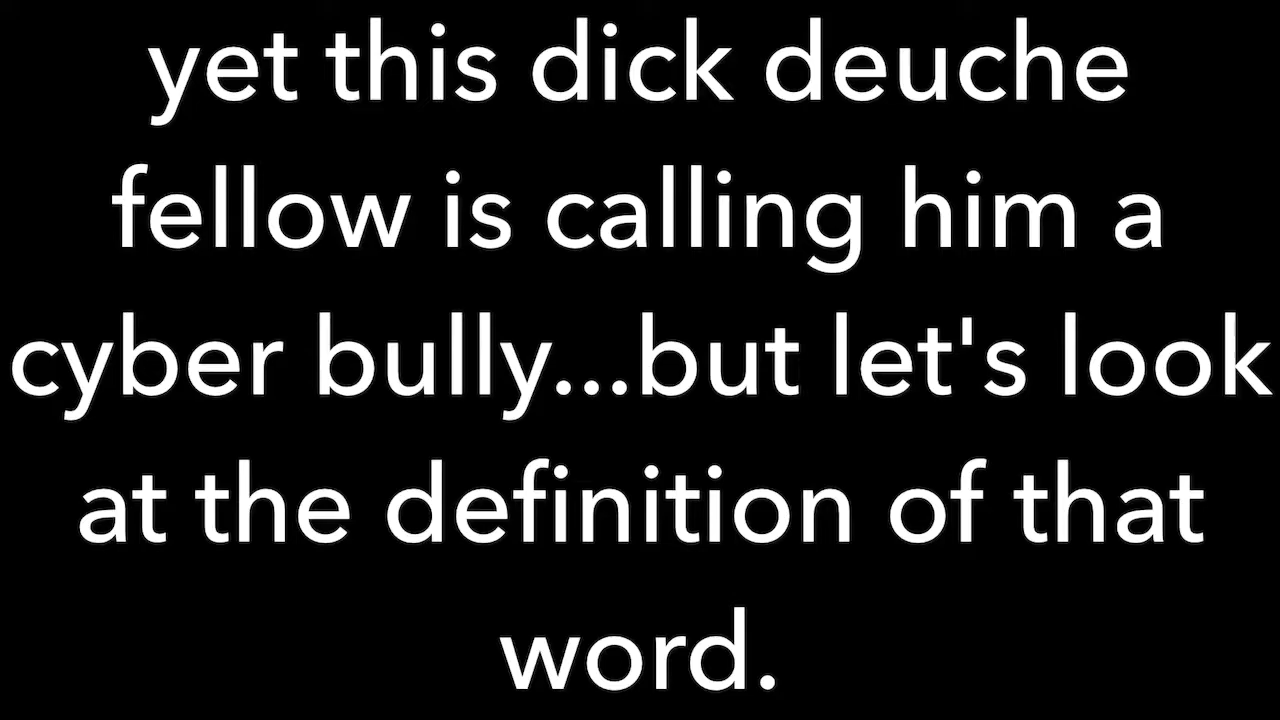 yet this dick deuche
fellow is calling him a
cyber bully...but let's look
at the definition of that
word.